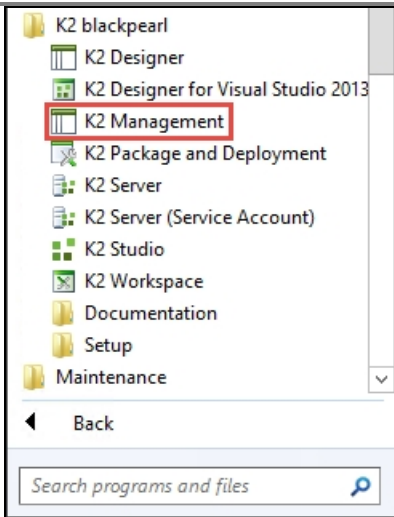 K2 blackpearl
K2 Designer
K2 Designer for Visual Studio 2013
K2 Management
K2 Package and Deployment
K2 Server
K2 Server (Service Account)
K2 Studio
K2 Workspace
Documentation
Setup
Maintenance
Back
Search programs and files